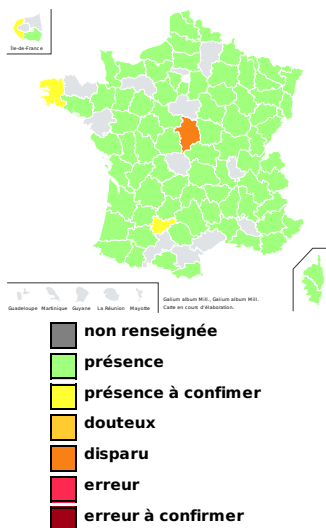 Île-de-France
Guadeloupe Martinique Guyane La Réunion Mayotte
Galium album Mill., Galium album Mill.
Carte en cours d'élaboration.
non renseignée
présence
présence à confimer
douteux
disparu
erreur
erreur à confirmer